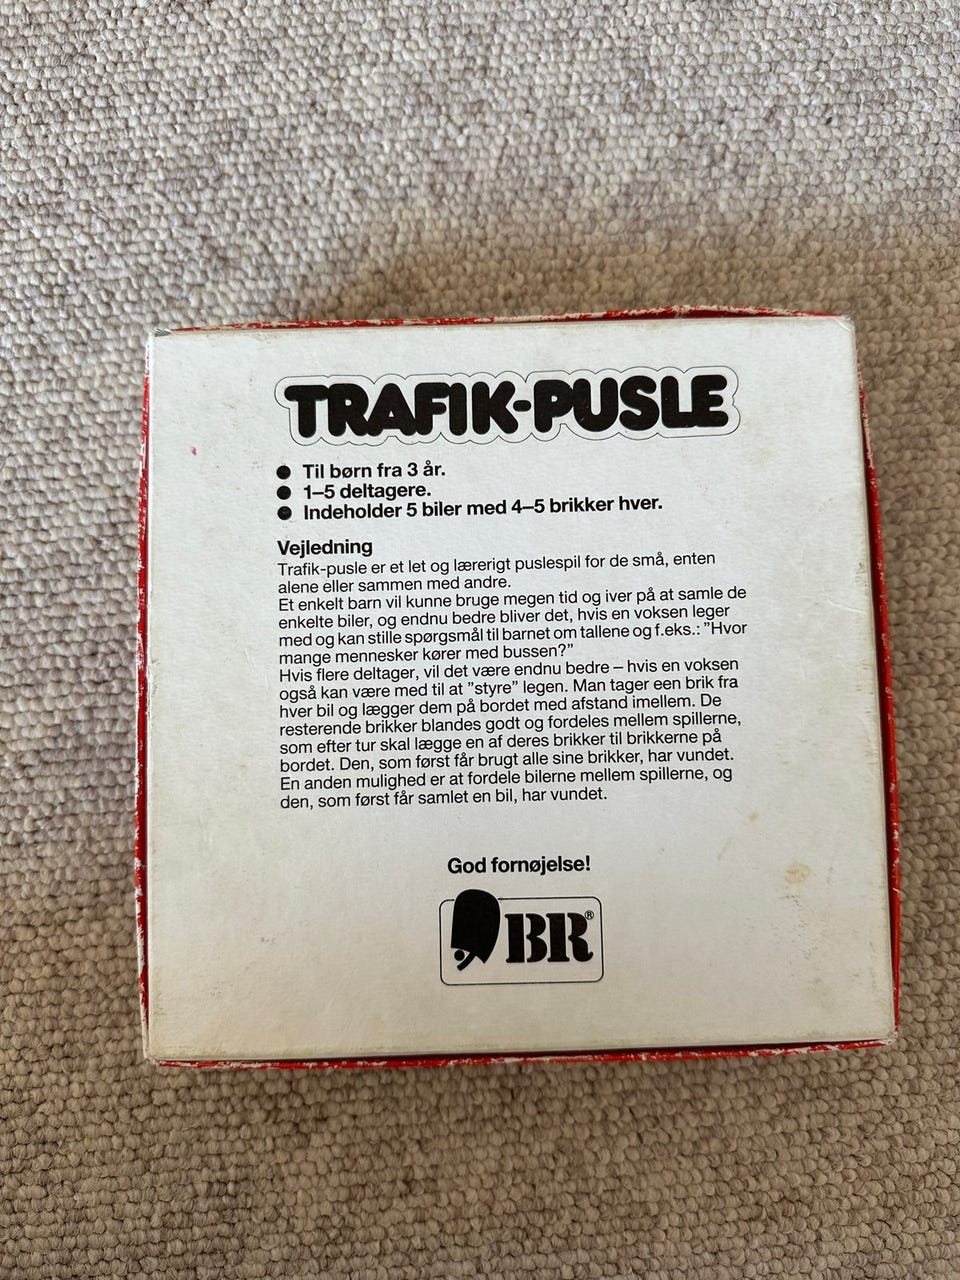 TRAFIK-PUSLE
● Til børn fra 3 år.
● 1–5 deltagere.
● Indeholder 5 biler med 4–5 brikker hver.
Vejledning
Trafik-pusle er et let og lærerigt puslespil for de små, enten
alene eller sammen med andre.
Et enkelt barn vil kunne bruge megen tid og iver på at samle de
enkelte biler, og endnu bedre bliver det, hvis en voksen leger
med og kan stille spørgsmål til barnet om tallene og f.eks.: ”Hvor
mange mennesker kører med bussen?”
Hvis flere deltager, vil det være endnu bedre – hvis en voksen
også kan være med til at ”styre” legen. Man tager een brik fra
hver bil og lægger dem på bordet med afstand imellem. De
resterende brikker blandes godt og fordeles mellem spillerne,
som efter tur skal lægge en af deres brikker til brikkerne på
bordet. Den, som først får brugt alle sine brikker, har vundet.
En anden mulighed er at fordele bilerne mellem spillerne, og
den, som først får samlet en bil, har vundet.
God fornøjelse!
BR®